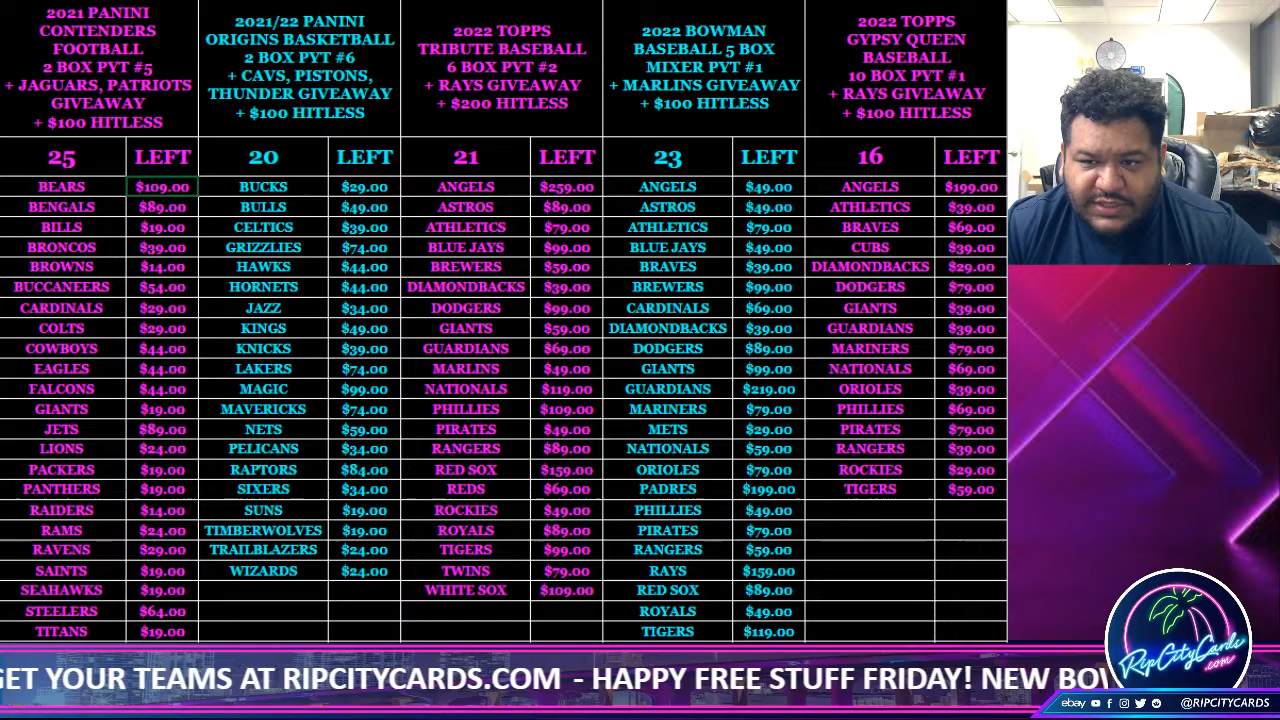 2021 PANINI
CONTENDERS
FOOTBALL
2 BOX PYT #5
+ JAGUARS, PATRIOTS
GIVEAWAY
+ $100 HITLESS
25 LEFT
BEARS $109.00
BENGALS $89.00
BILLS $19.00
BRONCOS $39.00
BROWNS $14.00
BUCCANEERS $54.00
CARDINALS $29.00
COLTS $29.00
COWBOYS $44.00
EAGLES $44.00
FALCONS $44.00
GIANTS $19.00
JETS $89.00
LIONS $24.00
PACKERS $19.00
PANTHERS $19.00
RAIDERS $14.00
RAMS $24.00
RAVENS $29.00
SAINTS $19.00
SEAHAWKS $19.00
STEELERS $64.00
TITANS $19.00
2021/22 PANINI
ORIGINS BASKETBALL
2 BOX PYT #6
+ CAVS, PISTONS,
THUNDER GIVEAWAY
+ $100 HITLESS
20 LEFT
BUCKS $29.00
BULLS $49.00
CELTICS $39.00
GRIZZLIES $74.00
HAWKS $44.00
HORNETS $44.00
JAZZ $34.00
KINGS $49.00
KNICKS $39.00
LAKERS $74.00
MAGIC $99.00
MAVERICKS $74.00
NETS $59.00
PELICANS $34.00
RAPTORS $84.00
SIXERS $34.00
SUNS $19.00
TIMBERWOLVES $19.00
TRAILBLAZERS $24.00
WIZARDS $24.00
2022 TOPPS
TRIBUTE BASEBALL
6 BOX PYT #2
+ RAYS GIVEAWAY
+ $200 HITLESS
21 LEFT
ANGELS $259.00
ASTROS $89.00
ATHLETICS $79.00
BLUE JAYS $99.00
BREWERS $59.00
DIAMONDBACKS $39.00
DODGERS $99.00
GIANTS $59.00
GUARDIANS $69.00
MARLINS $49.00
NATIONALS $119.00
PHILLIES $109.00
PIRATES $49.00
RANGERS $89.00
RED SOX $159.00
REDS $69.00
ROCKIES $49.00
ROYALS $89.00
TIGERS $99.00
TWINS $79.00
WHITE SOX $109.00
2022 BOWMAN
BASEBALL 5 BOX
MIXER PYT #1
+ MARLINS GIVEAWAY
+ $100 HITLESS
23 LEFT
ANGELS $49.00
ASTROS $49.00
ATHLETICS $79.00
BLUE JAYS $49.00
BRAVES $39.00
BREWERS $99.00
CARDINALS $69.00
DIAMONDBACKS $39.00
DODGERS $89.00
GIANTS $99.00
GUARDIANS $219.00
MARINERS $79.00
METS $29.00
NATIONALS $59.00
ORIOLES $79.00
PADRES $199.00
PHILLIES $49.00
PIRATES $79.00
RANGERS $59.00
RAYS $159.00
RED SOX $89.00
ROYALS $49.00
TIGERS $119.00
2022 TOPPS
GYPSY QUEEN
BASEBALL
10 BOX PYT #1
+ RAYS GIVEAWAY
+ $100 HITLESS
16 LEFT
ANGELS $199.00
ATHLETICS $39.00
BRAVES $69.00
CUBS $39.00
DIAMONDBACKS $29.00
DODGERS $79.00
GIANTS $39.00
GUARDIANS $39.00
MARINERS $79.00
NATIONALS $69.00
ORIOLES $39.00
PHILLIES $69.00
PIRATES $79.00
RANGERS $39.00
ROCKIES $29.00
TIGERS $59.00
RipCityCards
.com
GET YOUR TEAMS AT RIPCITYCARDS.COM - HAPPY FREE STUFF FRIDAY! NEW BOW
ebay @RIPCITYCARDS